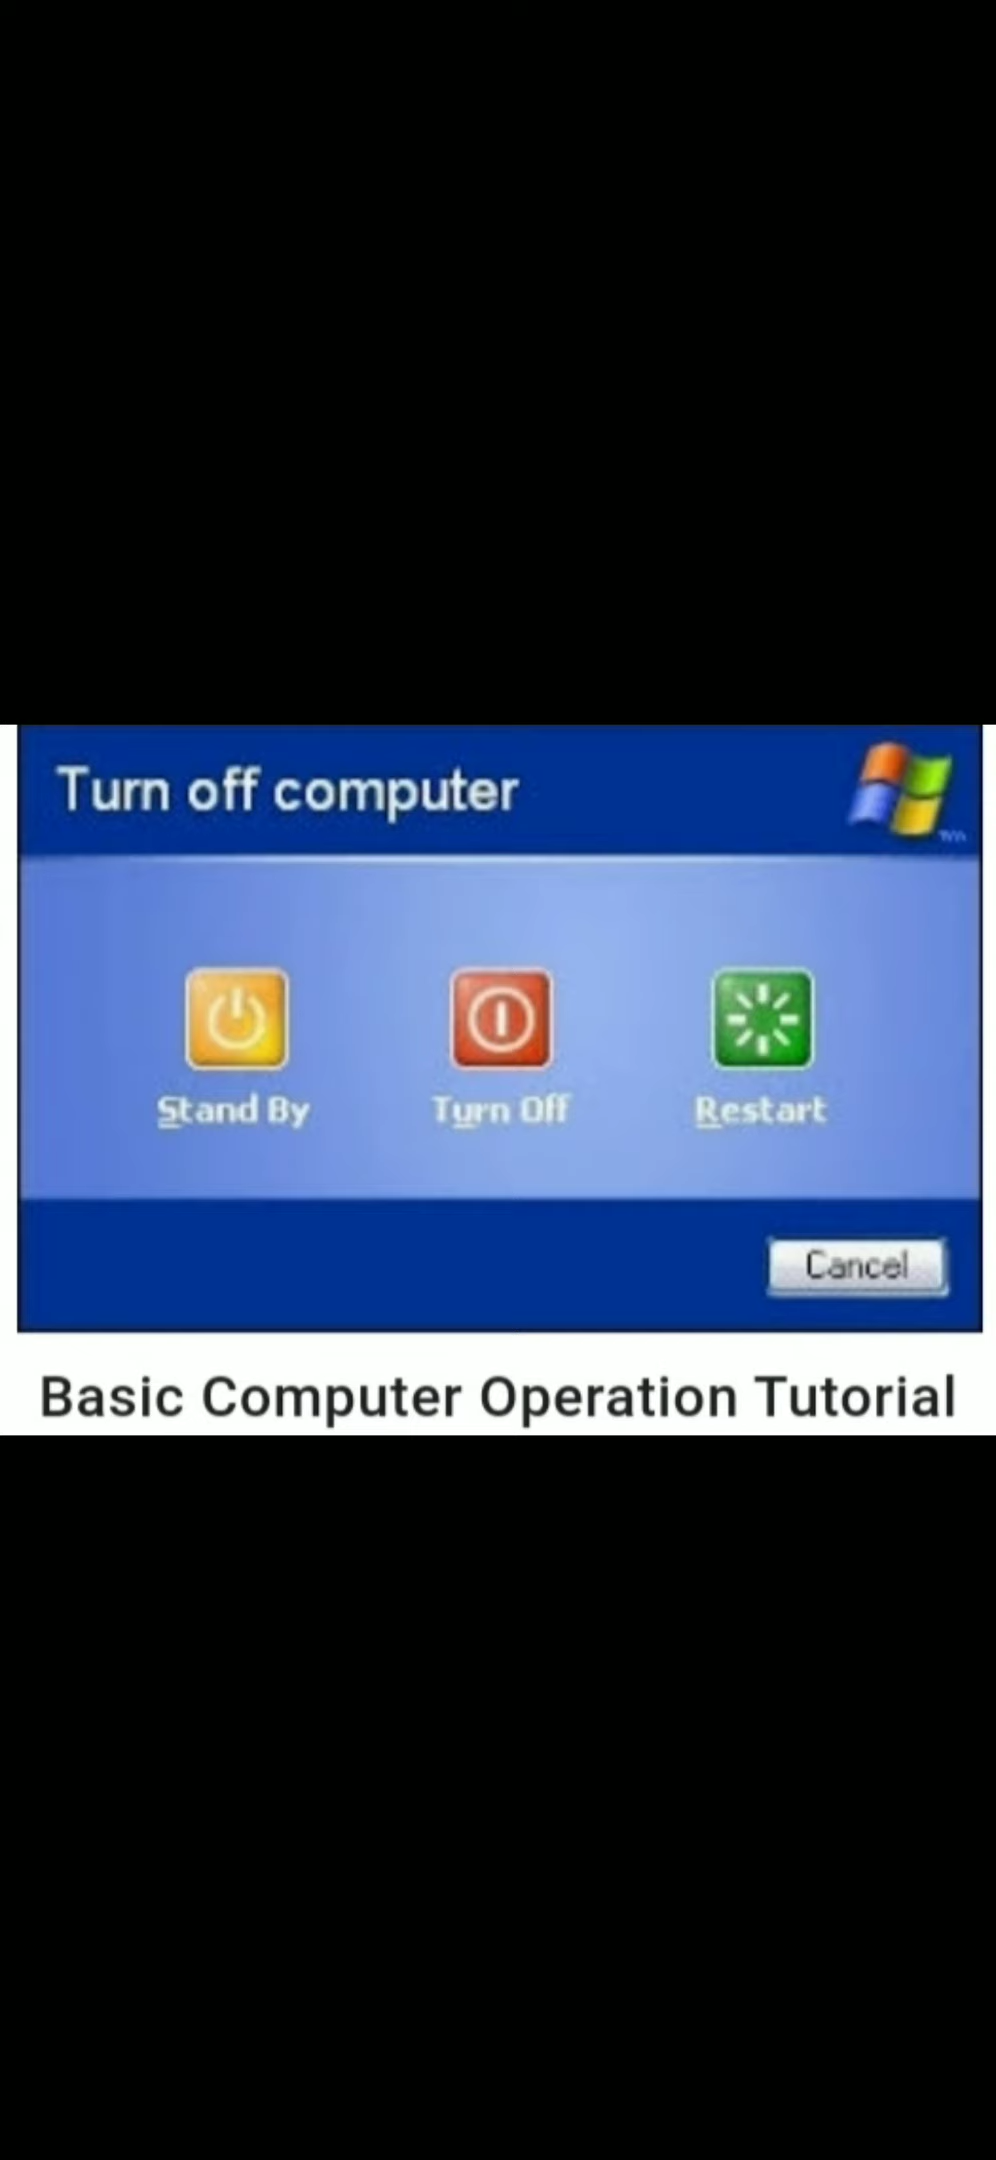 Turn off computer
Stand By Turn Off Restart
Cancel
Basic Computer Operation Tutorial